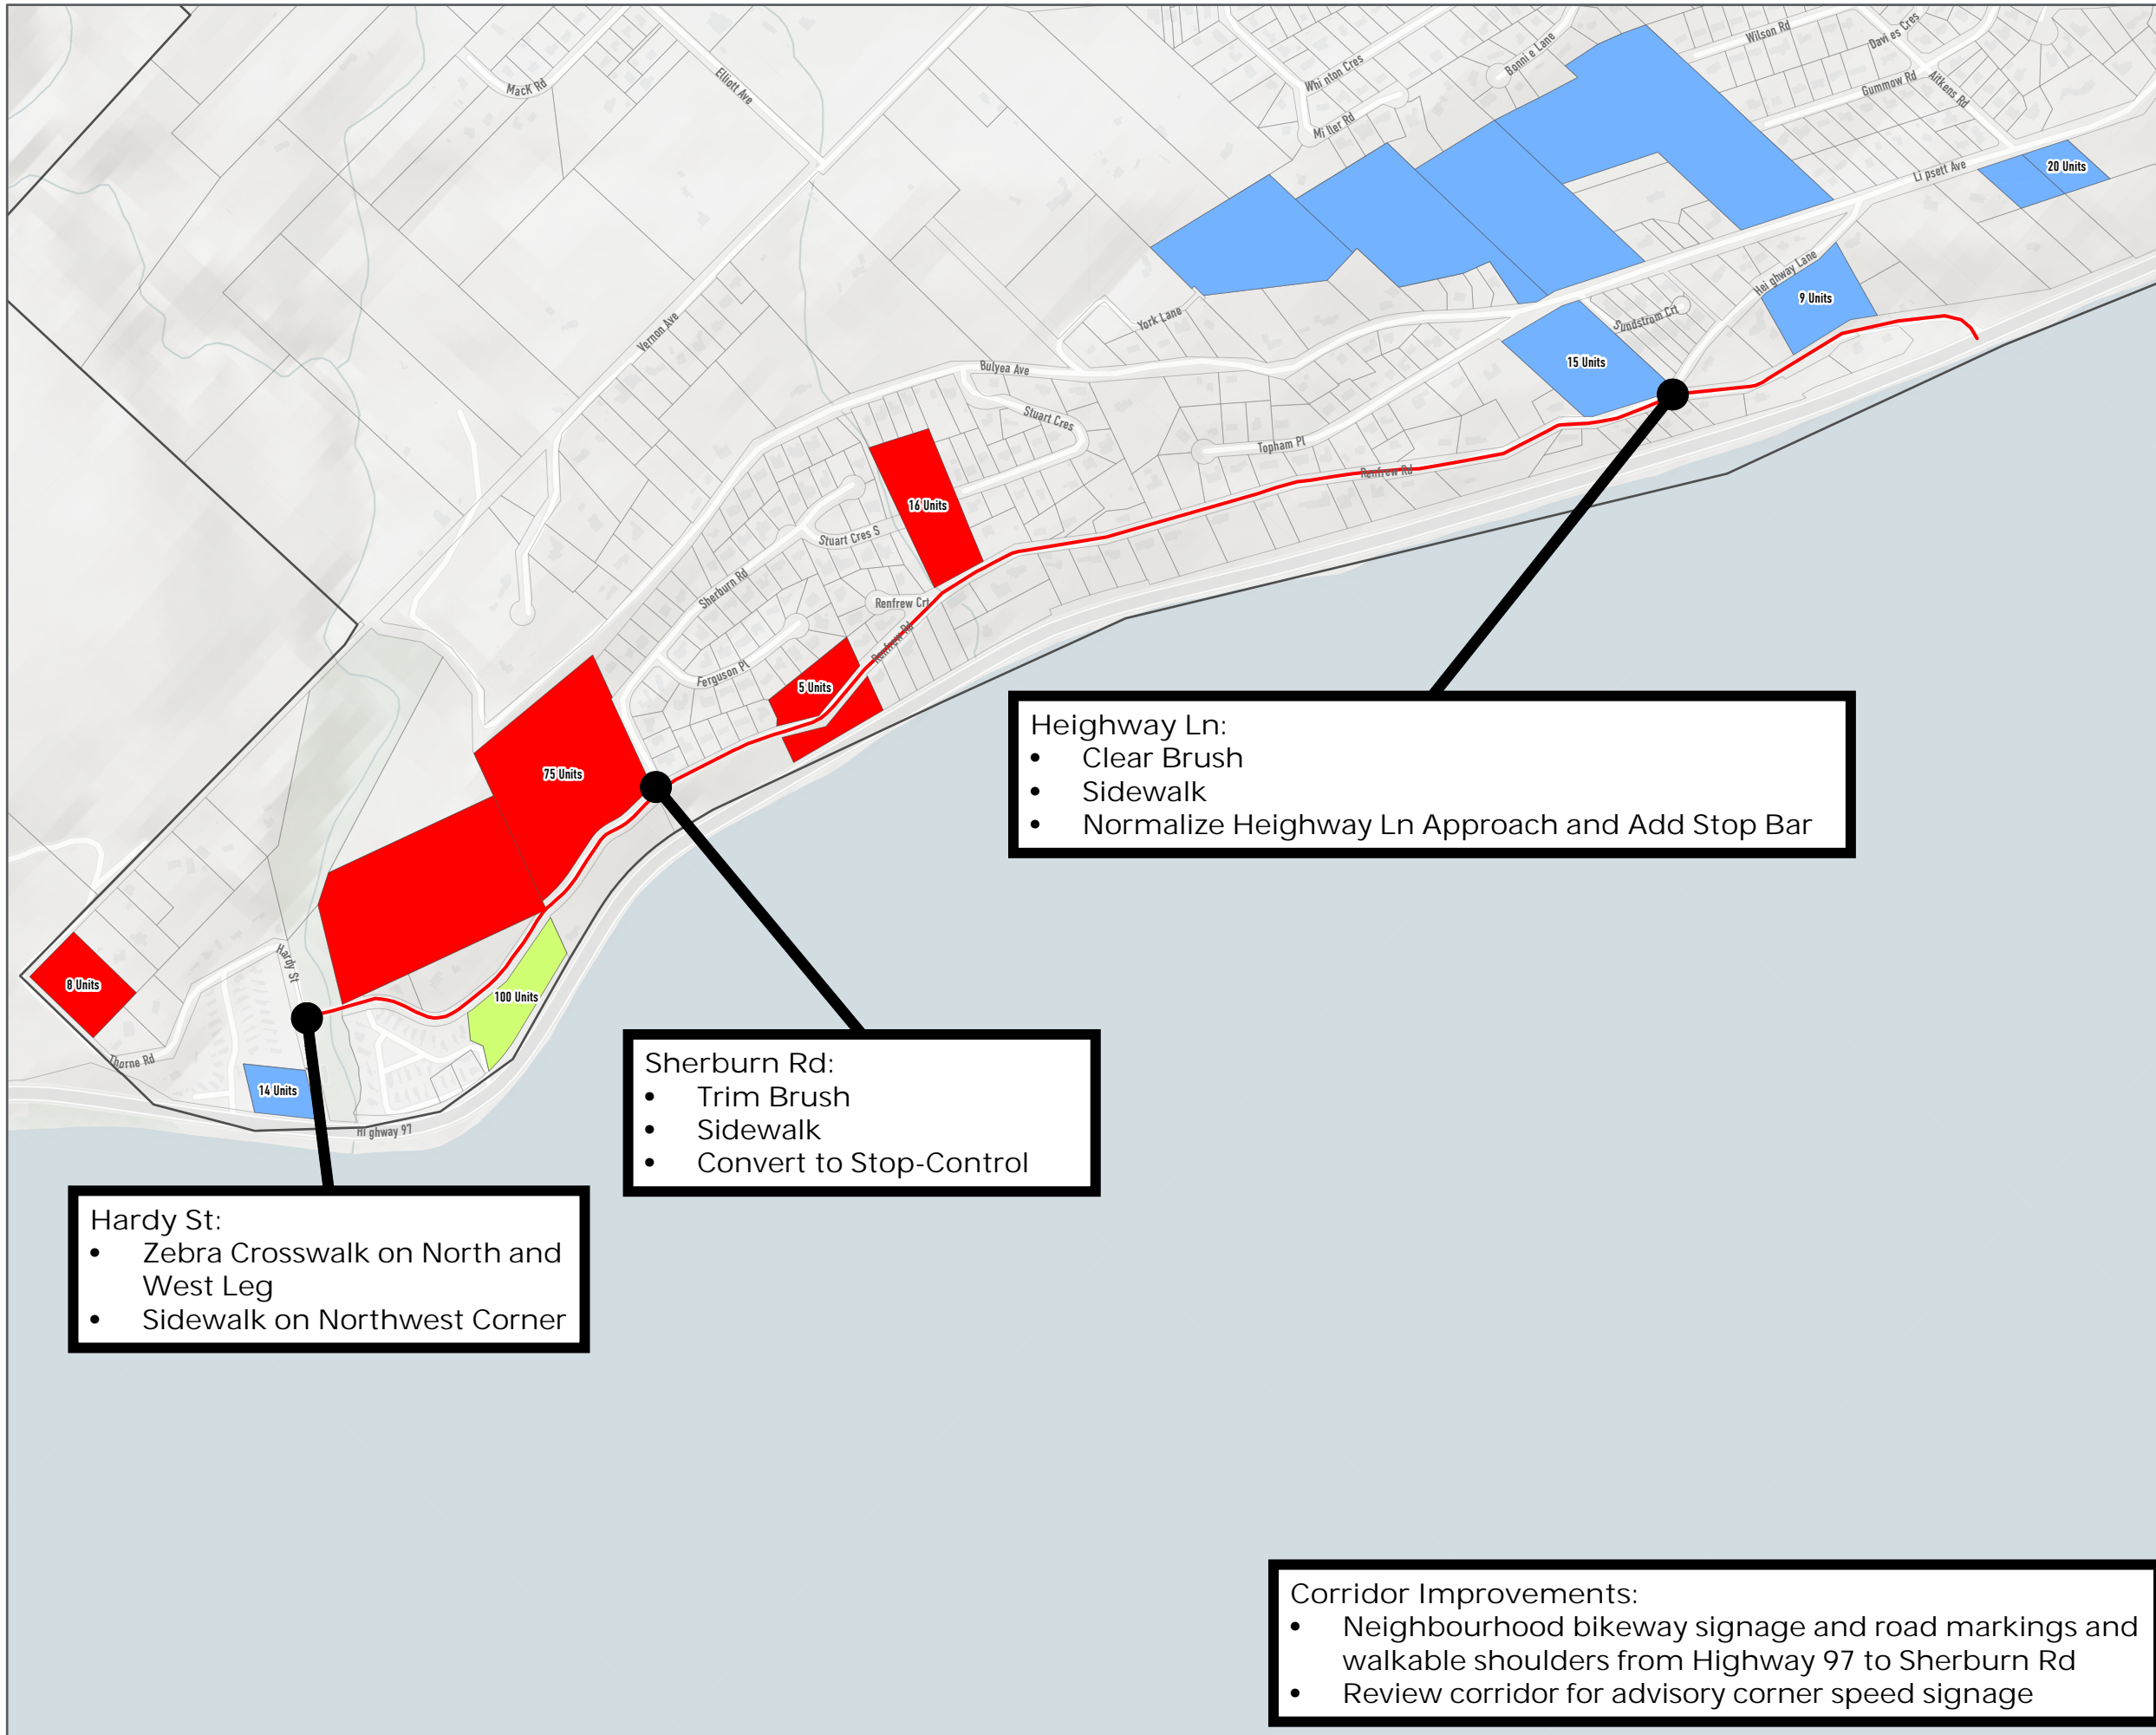 Mack Rd
Elliott Ave
Whinton Cres
Bonnie Lane
Miller Rd
Wilson Rd
Davies Cres
Gummow Rd
Aitkens Rd
Lipsett Ave
20 Units
Heighway Lane
9 Units
Sundstrom Crt
15 Units
York Lane
Vernon Ave
Bulyea Ave
Stuart Cres
Topham Pl
Renfrew Rd
16 Units
Stuart Cres S
Sherburn Rd
Renfrew Crt
Renfrew Rd
Ferguson Pl
5 Units
75 Units
Hardy St
8 Units
100 Units
Thorne Rd
14 Units
Highway 97
Heighway Ln:
• Clear Brush
• Sidewalk
• Normalize Heighway Ln Approach and Add Stop Bar
Sherburn Rd:
• Trim Brush
• Sidewalk
• Convert to Stop-Control
Hardy St:
• Zebra Crosswalk on North and
West Leg
• Sidewalk on Northwest Corner
Corridor Improvements:
• Neighbourhood bikeway signage and road markings and
walkable shoulders from Highway 97 to Sherburn Rd
• Review corridor for advisory corner speed signage